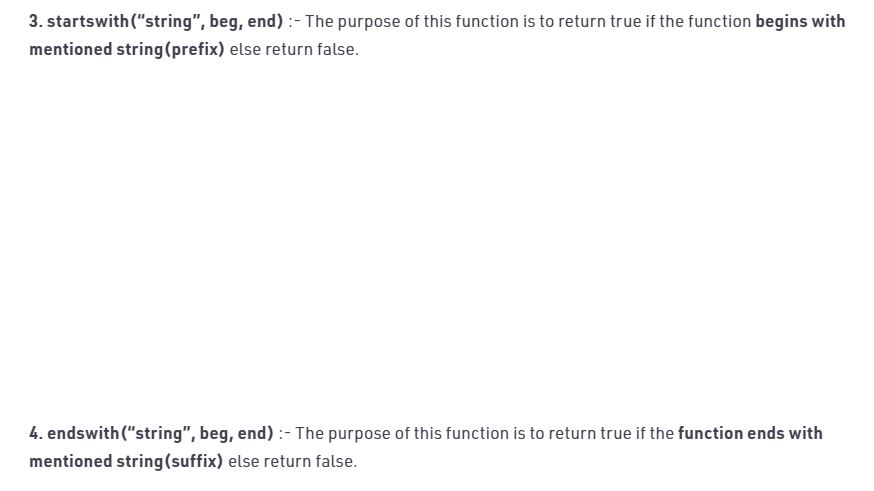 3. startswith(“string”, beg, end) :- The purpose of this function is to return true if the function begins with
mentioned string(prefix) else return false.
4. endswith(“string”, beg, end) :- The purpose of this function is to return true if the function ends with
mentioned string(suffix) else return false.